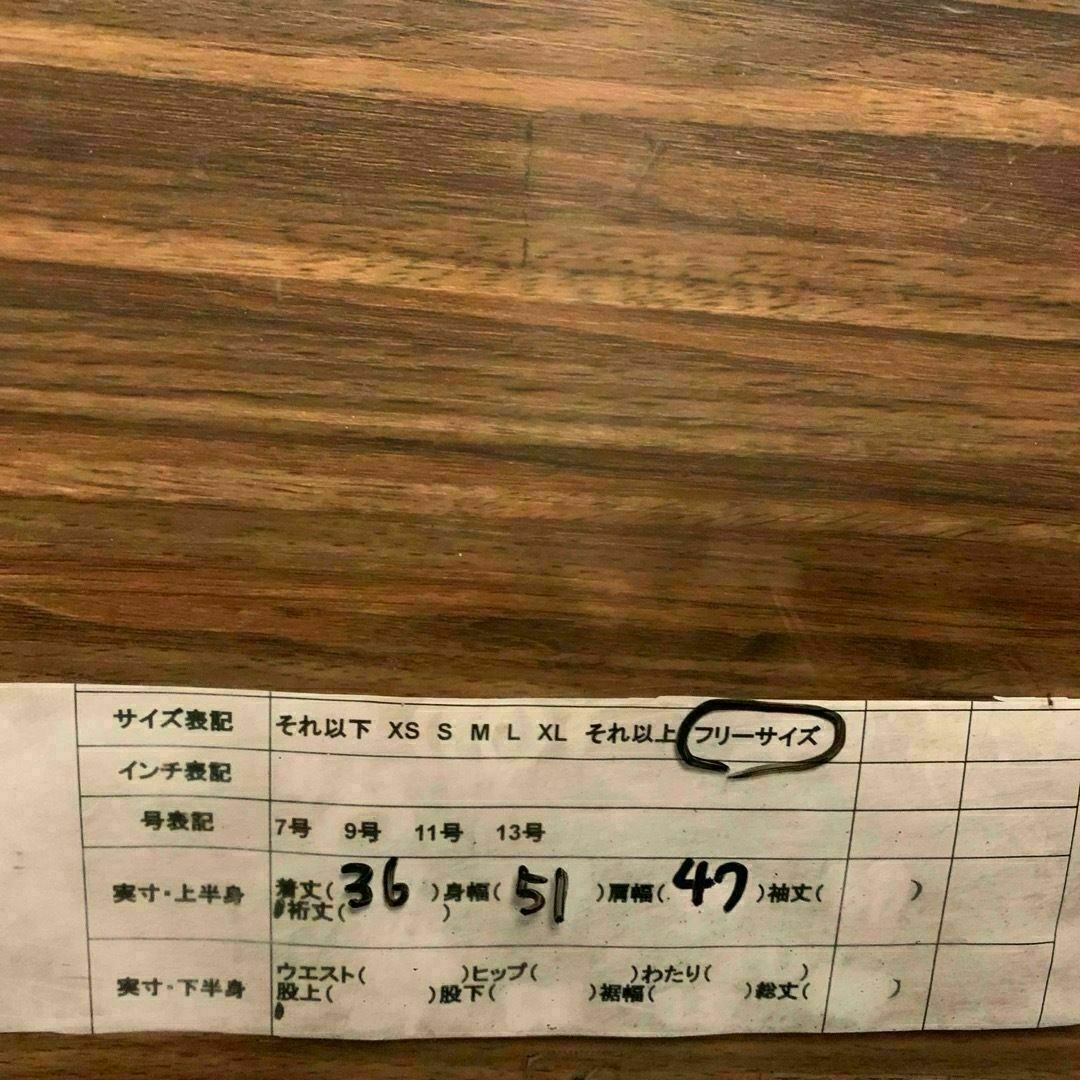 サイズ表記 それ以下 XS S M L XL それ以上 フリーサイズ
インチ表記
号表記 7号 9号 11号 13号
実寸・上半身 着丈( 36 )身幅( 51 )肩幅( 47 )袖丈( )
裄丈( )
実寸・下半身 ウエスト( )ヒップ( )わたり( )
股上( )股下( )裾幅( )総丈( )